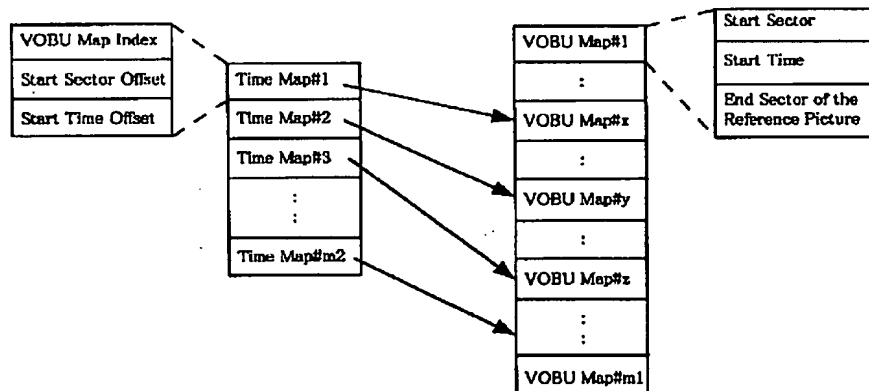 VOBU Map Index
Start Sector Offset
Start Time Offset
Time Map#1
Time Map#2
Time Map#3
:
:
Time Map#m2
VOBU Map#1
:
VOBU Map#x
:
VOBU Map#y
:
VOBU Map#z
:
:
VOBU Map#m1
Start Sector
Start Time
End Sector of the
Reference Picture